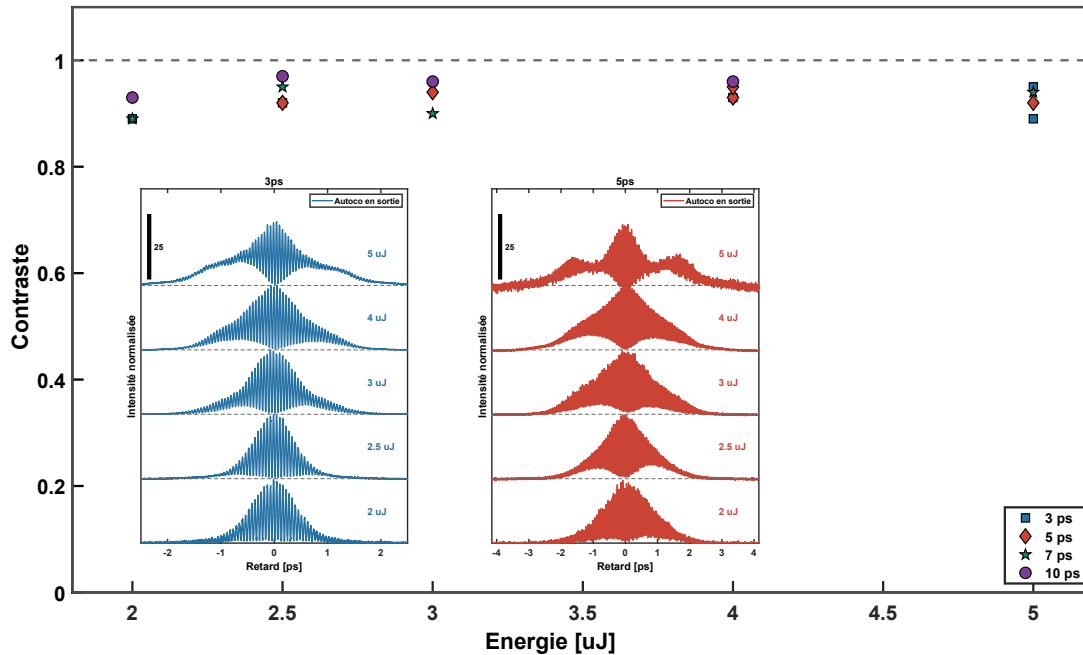 1
0.8
0.6
0.4
0.2
0
Contraste
2
2.5
3
3.5
4
4.5
5
Energie [uJ]
3ps
Autoco en sortie
25
5 uJ
4 uJ
3 uJ
2.5 uJ
2 uJ
Intensité normalisée
-2
-1
0
1
2
Retard [ps]
5ps
Autoco en sortie
25
5 uJ
4 uJ
3 uJ
2.5 uJ
2 uJ
Intensité normalisée
-4
-3
-2
-1
0
1
2
3
4
Retard [ps]
3 ps
5 ps
7 ps
10 ps